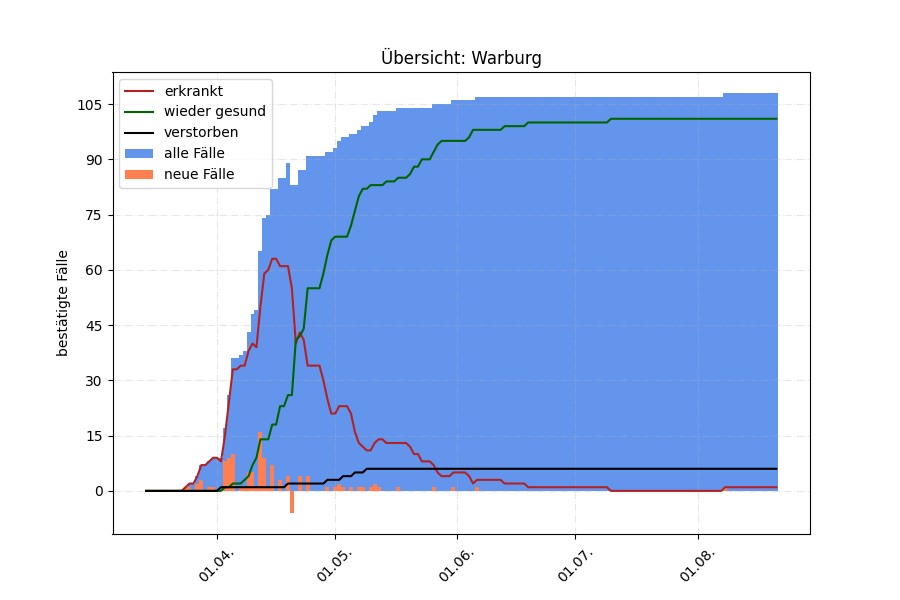 Übersicht: Warburg
erkrankt
wieder gesund
verstorben
alle Fälle
neue Fälle
bestätigte Fälle
105
90
75
60
45
30
15
0
01.04.
01.05.
01.06.
01.07.
01.08.